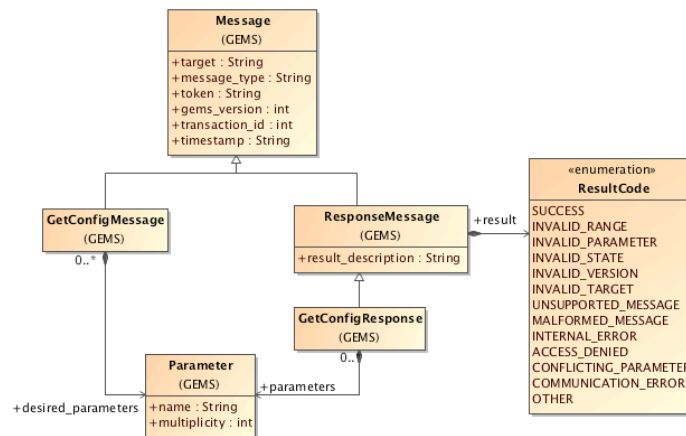 Message
(GEMS)
+target : String
+message_type : String
+token : String
+gems_version : int
+transaction_id : int
+timestamp : String
«enumeration»
ResultCode
SUCCESS
INVALID_RANGE
INVALID_PARAMETER
INVALID_STATE
INVALID_VERSION
INVALID_TARGET
UNSUPPORTED_MESSAGE
MALFORMED_MESSAGE
INTERNAL_ERROR
ACCESS_DENIED
CONFLICTING_PARAMETER
COMMUNICATION_ERROR
OTHER
GetConfigMessage
(GEMS)
0..*
ResponseMessage
(GEMS)
+result_description : String
+result
GetConfigResponse
(GEMS)
0..
Parameter
(GEMS)
+name : String
+multiplicity : int
+parameters
+desired_parameters